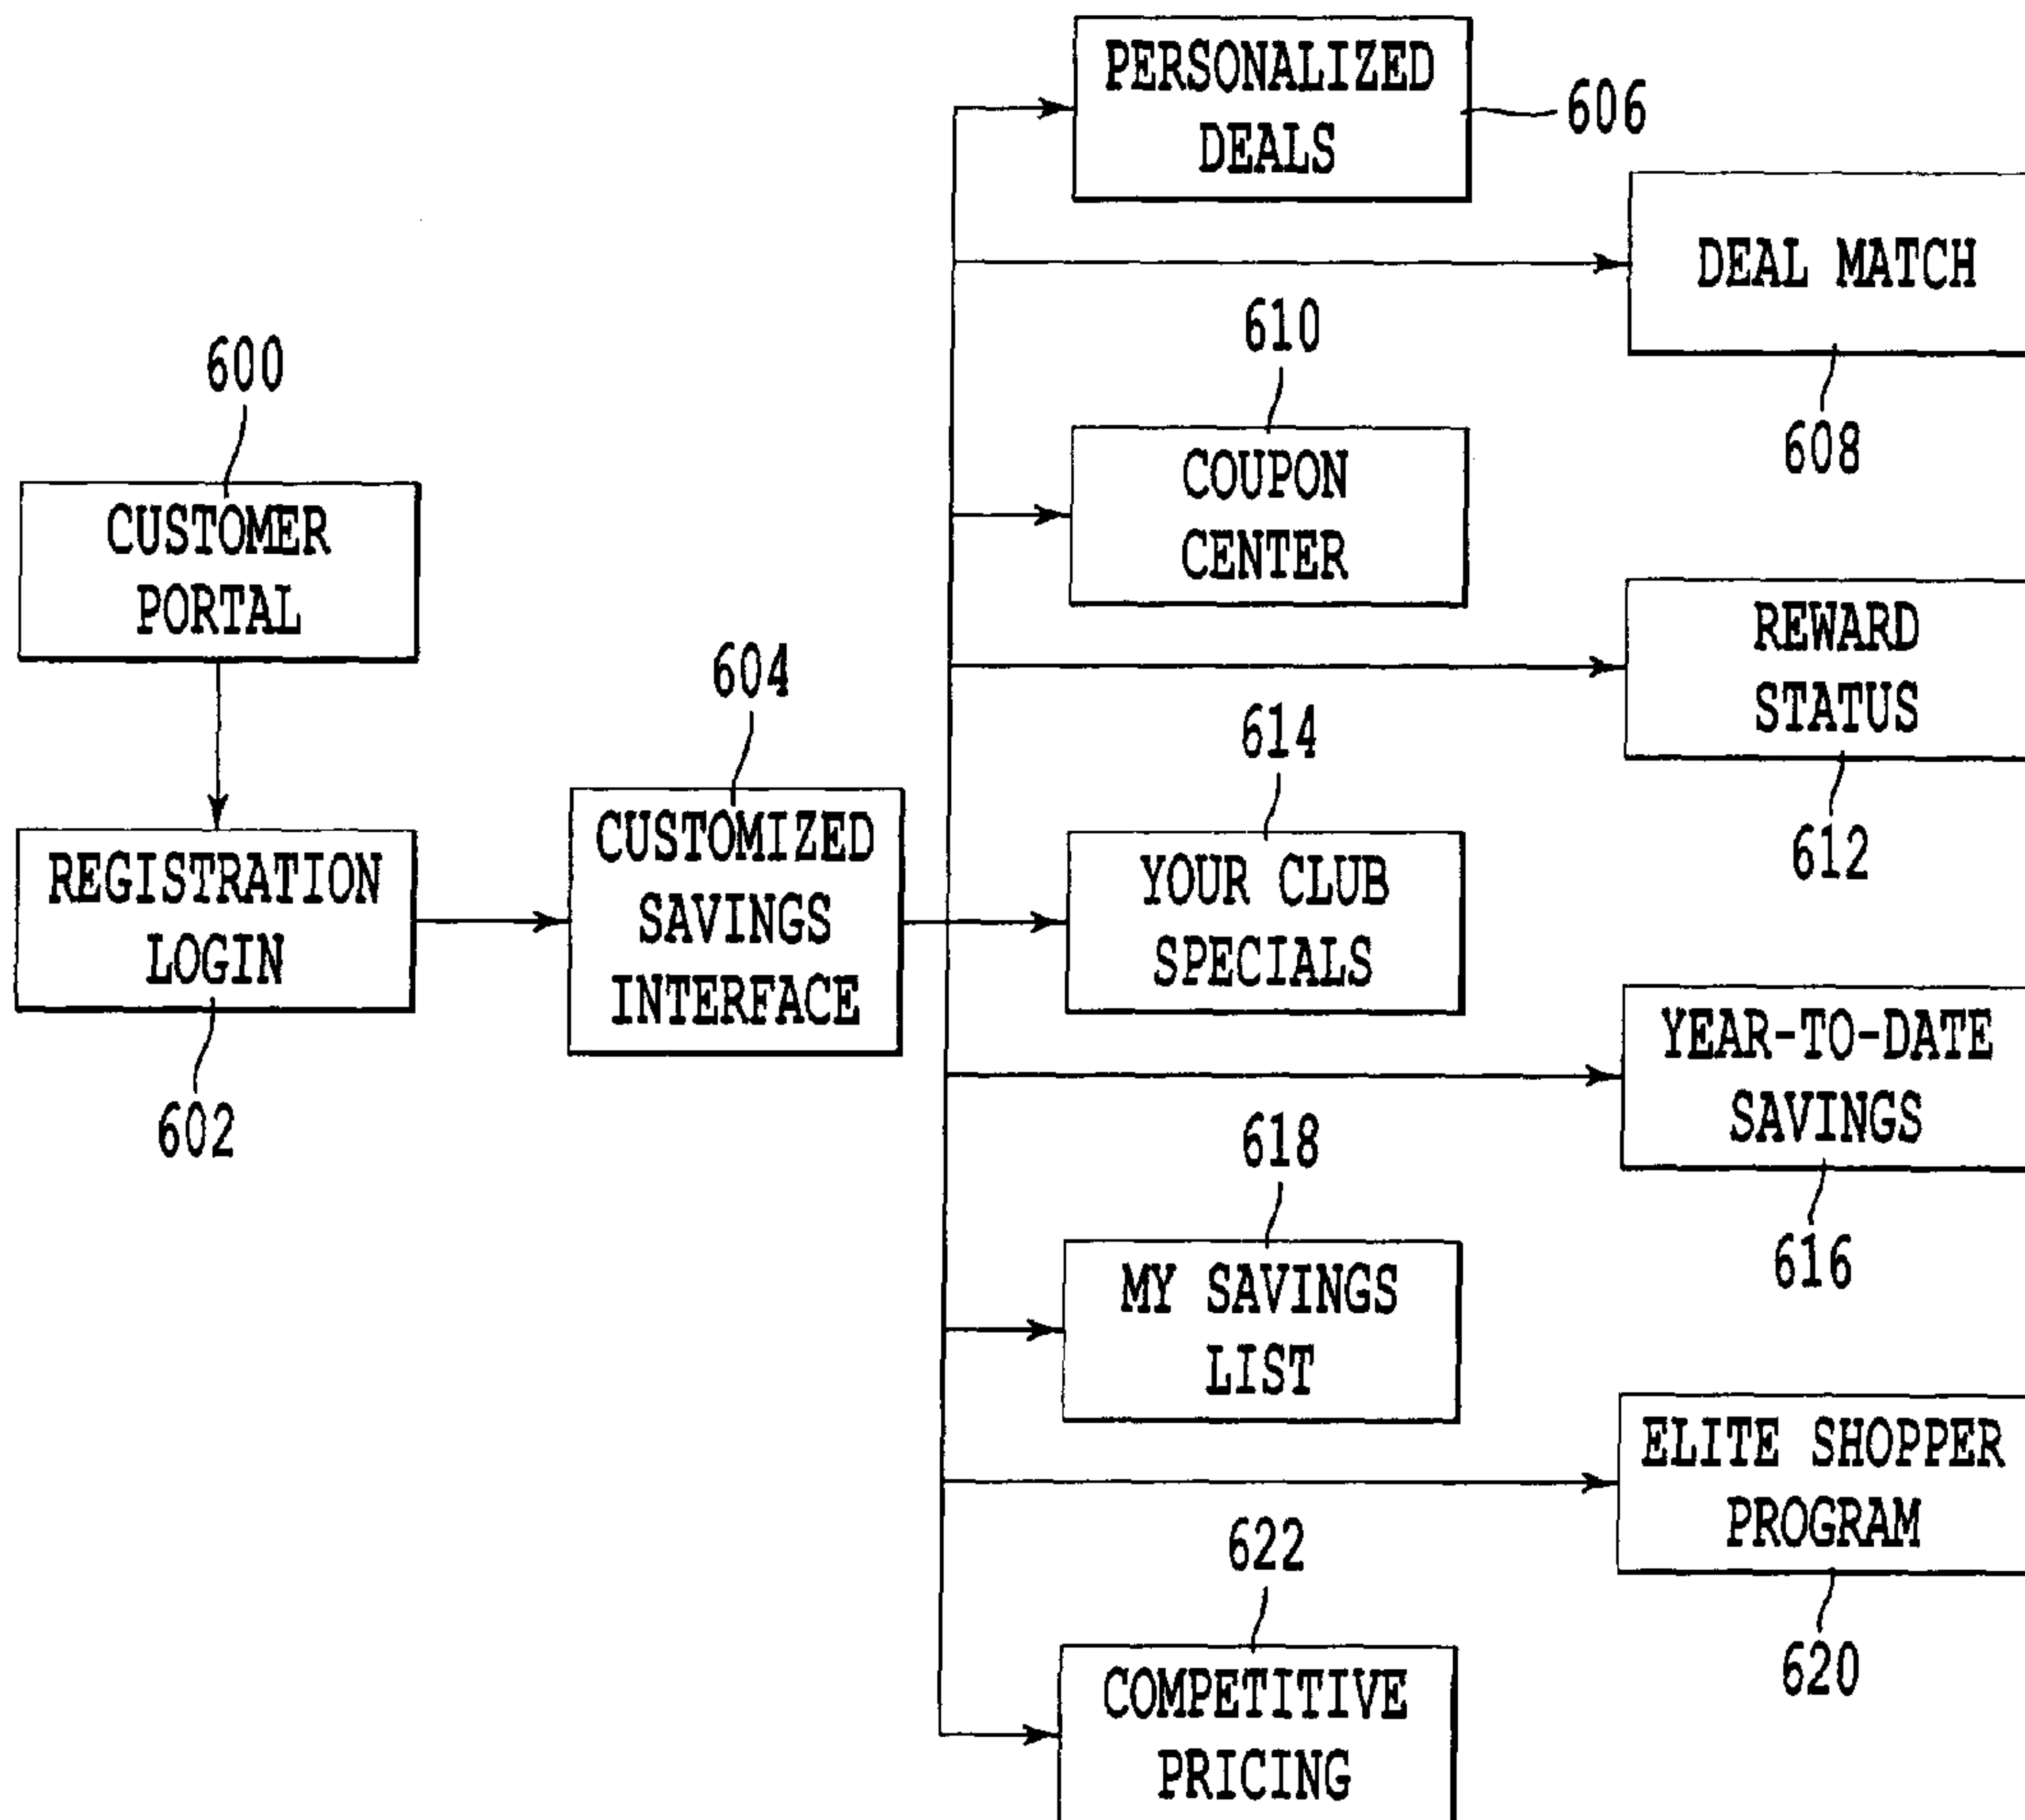 PERSONALIZED
DEALS
606
DEAL MATCH
608
610
COUPON
CENTER
600
CUSTOMER
PORTAL
REWARD
STATUS
612
604
CUSTOMIZED
SAVINGS
INTERFACE
614
YOUR CLUB
SPECIALS
REGISTRATION
LOGIN
602
YEAR-TO-DATE
SAVINGS
616
618
MY SAVINGS
LIST
ELITE SHOPPER
PROGRAM
620
622
COMPETITIVE
PRICING